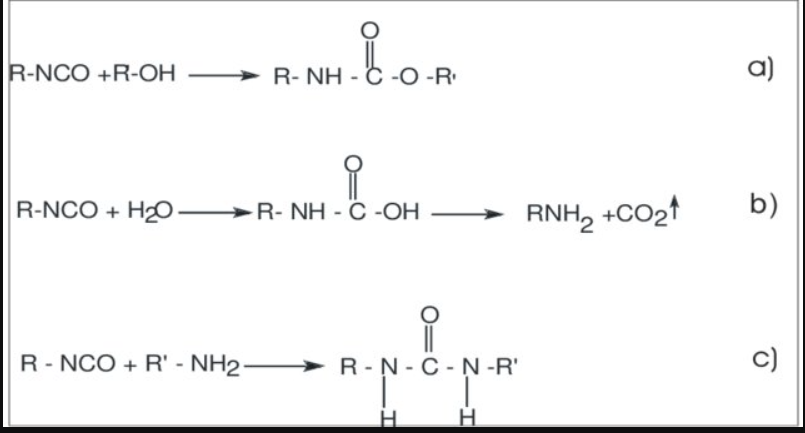 O
R-NCO +R-OH ⟶ R- NH - C -O -R' a)
O
R-NCO + H2O ⟶ R- NH - C -OH ⟶ RNH2 +CO2↑ b)
O
R - NCO + R' - NH2 ⟶ R - N - C - N -R' c)
H H